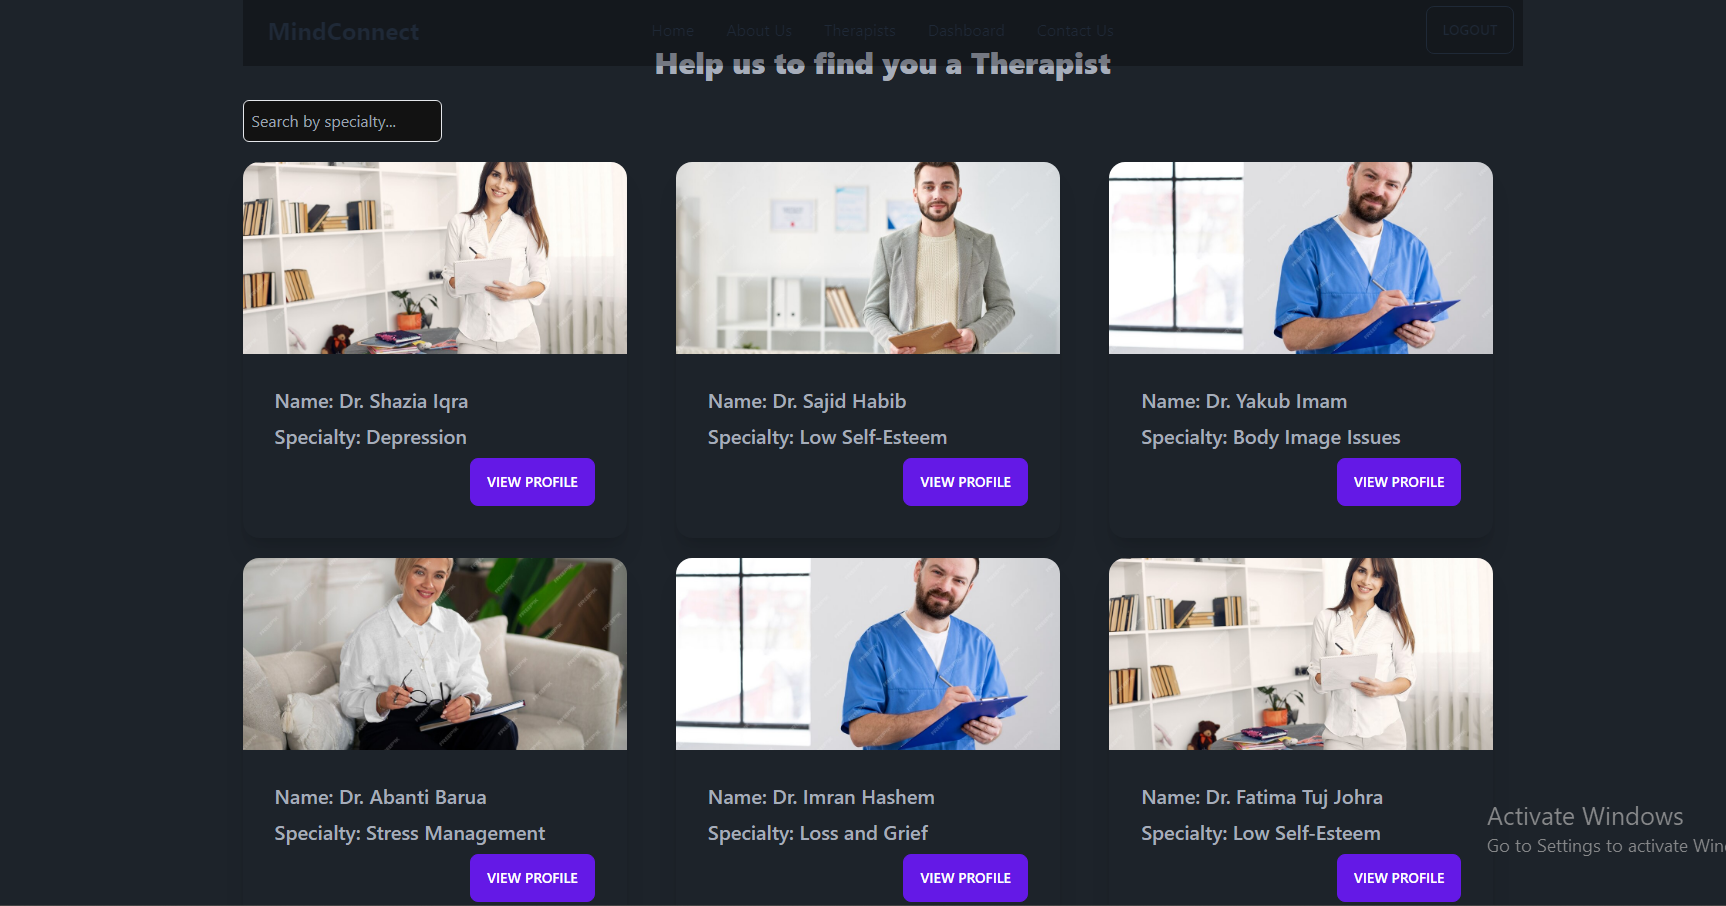 MindConnect
Home About Us Therapists Dashboard Contact Us
LOGOUT
Help us to find you a Therapist
Search by specialty...
Name: Dr. Shazia Iqra
Specialty: Depression
VIEW PROFILE
Name: Dr. Sajid Habib
Specialty: Low Self-Esteem
VIEW PROFILE
Name: Dr. Yakub Imam
Specialty: Body Image Issues
VIEW PROFILE
Name: Dr. Abanti Barua
Specialty: Stress Management
VIEW PROFILE
Name: Dr. Imran Hashem
Specialty: Loss and Grief
VIEW PROFILE
Name: Dr. Fatima Tuj Johra
Specialty: Low Self-Esteem
VIEW PROFILE
Activate Windows
Go to Settings to activate Win